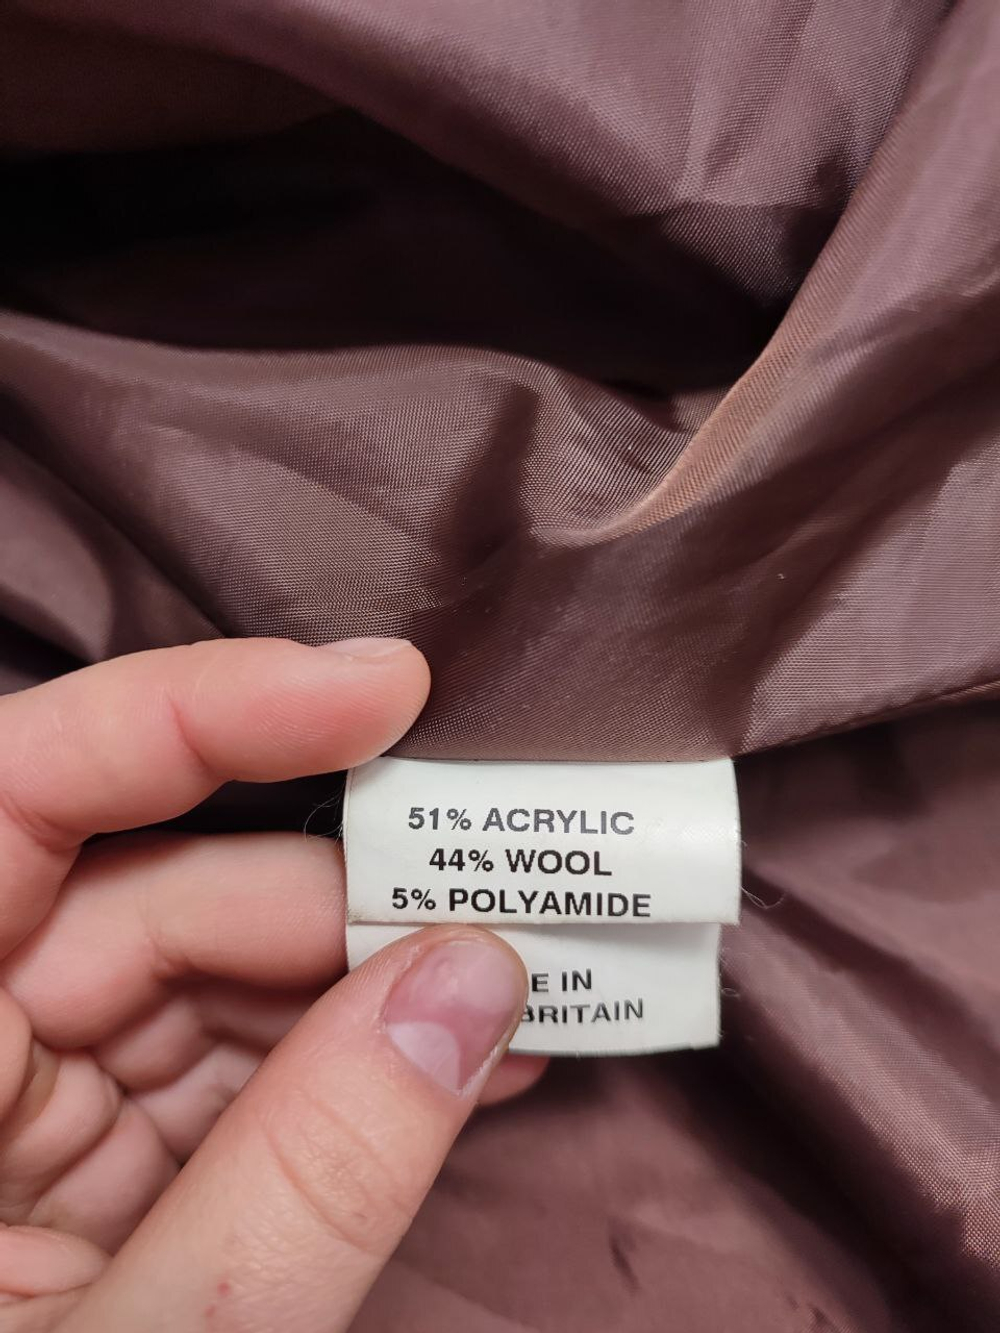 51% ACRYLIC
44% WOOL
5% POLYAMIDE
E IN
BRITAIN